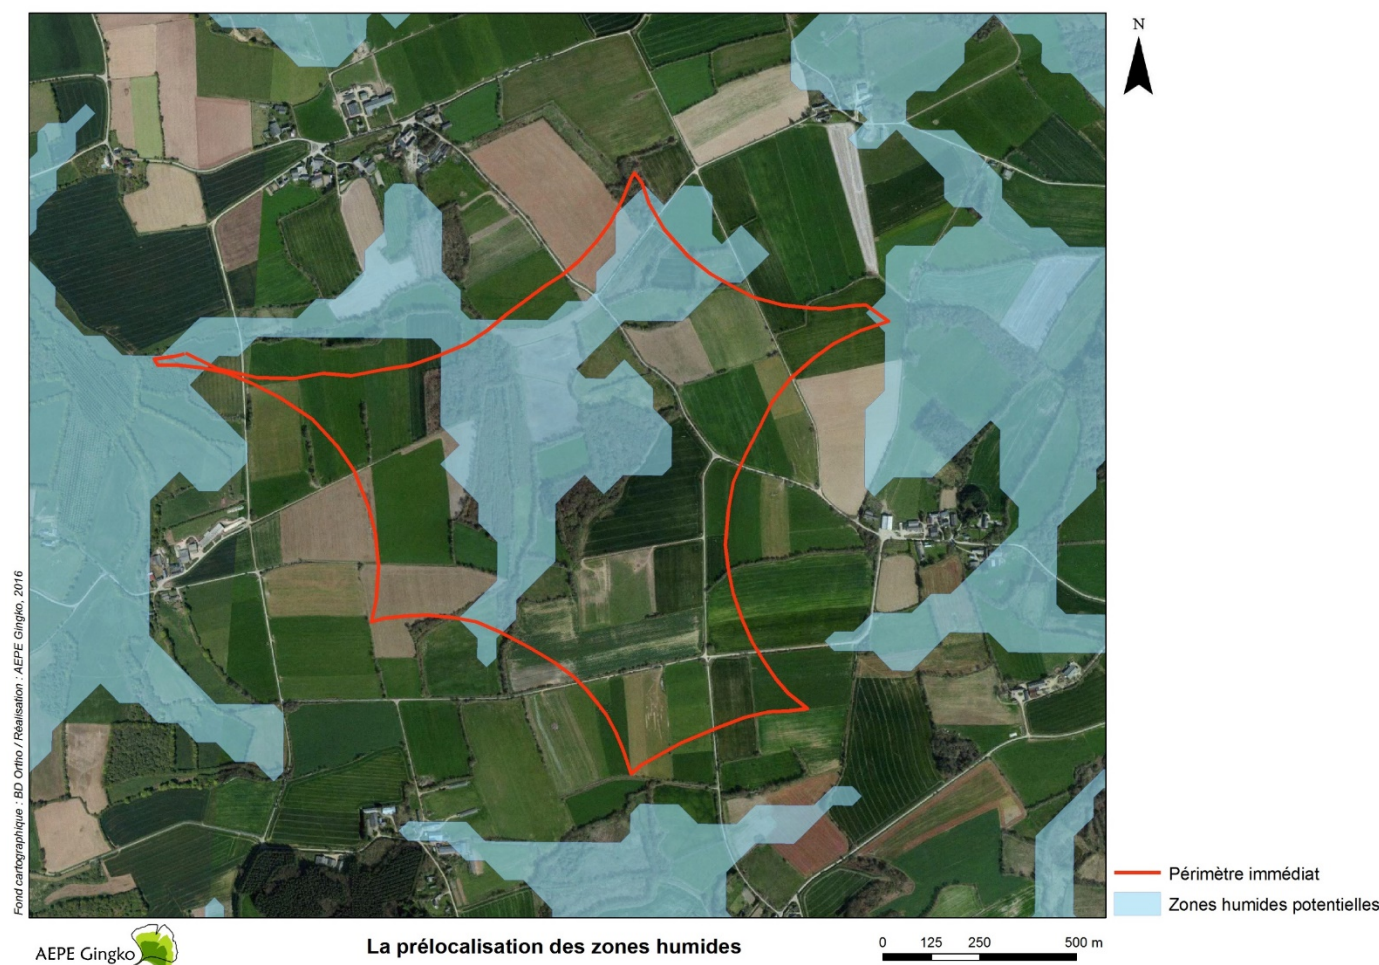 N
Fond cartographique : BD Ortho / Réalisation : AEPE Gingko, 2016
Périmètre immédiat
Zones humides potentielles
AEPE Gingko
La prélocalisation des zones humides
0 125 250 500 m